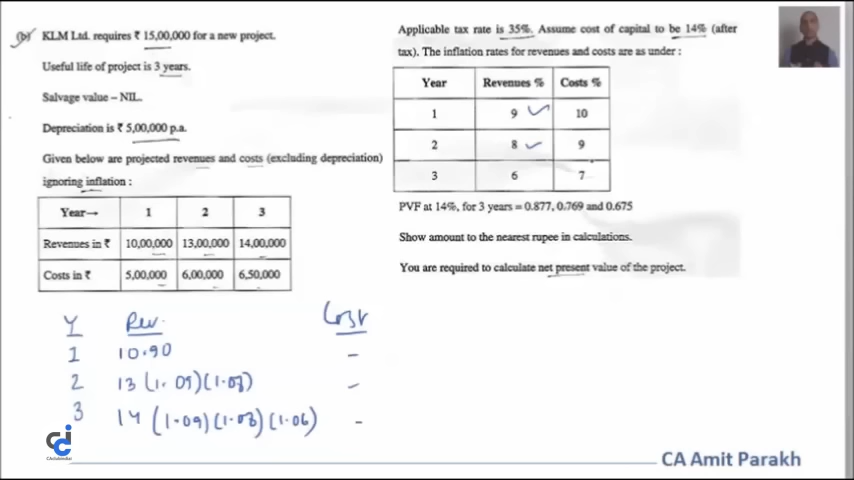 (b) KLM Ltd. requires ₹ 15,00,000 for a new project.
Useful life of project is 3 years.
Salvage value – NIL.
Depreciation is ₹ 5,00,000 p.a.
Given below are projected revenues and costs (excluding depreciation)
ignoring inflation :
Year→ 1 2 3
Revenues in ₹ 10,00,000 13,00,000 14,00,000
Costs in ₹ 5,00,000 6,00,000 6,50,000
Applicable tax rate is 35%. Assume cost of capital to be 14% (after
tax). The inflation rates for revenues and costs are as under :
Year Revenues % Costs %
1 9 10
2 8 9
3 6 7
PVF at 14%, for 3 years = 0.877, 0.769 and 0.675
Show amount to the nearest rupee in calculations.
You are required to calculate net present value of the project.
Y Rev. Cost
1 10.90 –
2 13 (1.09)(1.08) –
3 14 (1.09)(1.08)(1.06) –
CA Amit Parakh